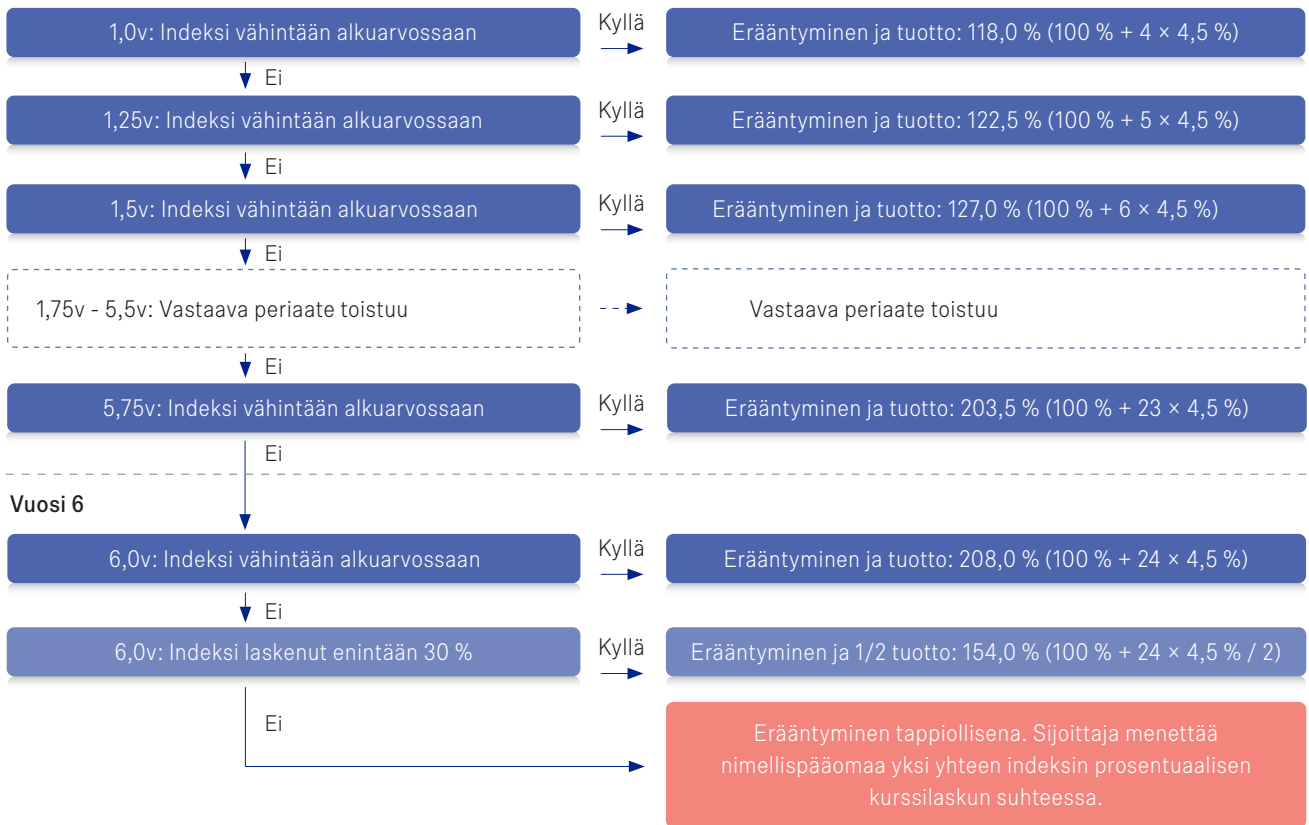 1,0v: Indeksi vähintään alkuarvossaan
Kyllä
Erääntyminen ja tuotto: 118,0 % (100 % + 4 × 4,5 %)
Ei
1,25v: Indeksi vähintään alkuarvossaan
Kyllä
Erääntyminen ja tuotto: 122,5 % (100 % + 5 × 4,5 %)
Ei
1,5v: Indeksi vähintään alkuarvossaan
Kyllä
Erääntyminen ja tuotto: 127,0 % (100 % + 6 × 4,5 %)
Ei
1,75v - 5,5v: Vastaava periaate toistuu
Vastaava periaate toistuu
Ei
5,75v: Indeksi vähintään alkuarvossaan
Kyllä
Erääntyminen ja tuotto: 203,5 % (100 % + 23 × 4,5 %)
Ei
Vuosi 6
6,0v: Indeksi vähintään alkuarvossaan
Kyllä
Erääntyminen ja tuotto: 208,0 % (100 % + 24 × 4,5 %)
Ei
6,0v: Indeksi laskenut enintään 30 %
Kyllä
Erääntyminen ja 1/2 tuotto: 154,0 % (100 % + 24 × 4,5 % / 2)
Ei
Erääntyminen tappiollisena. Sijoittaja menettää
nimellispääomaa yksi yhteen indeksin prosentuaalisen
kurssilaskun suhteessa.